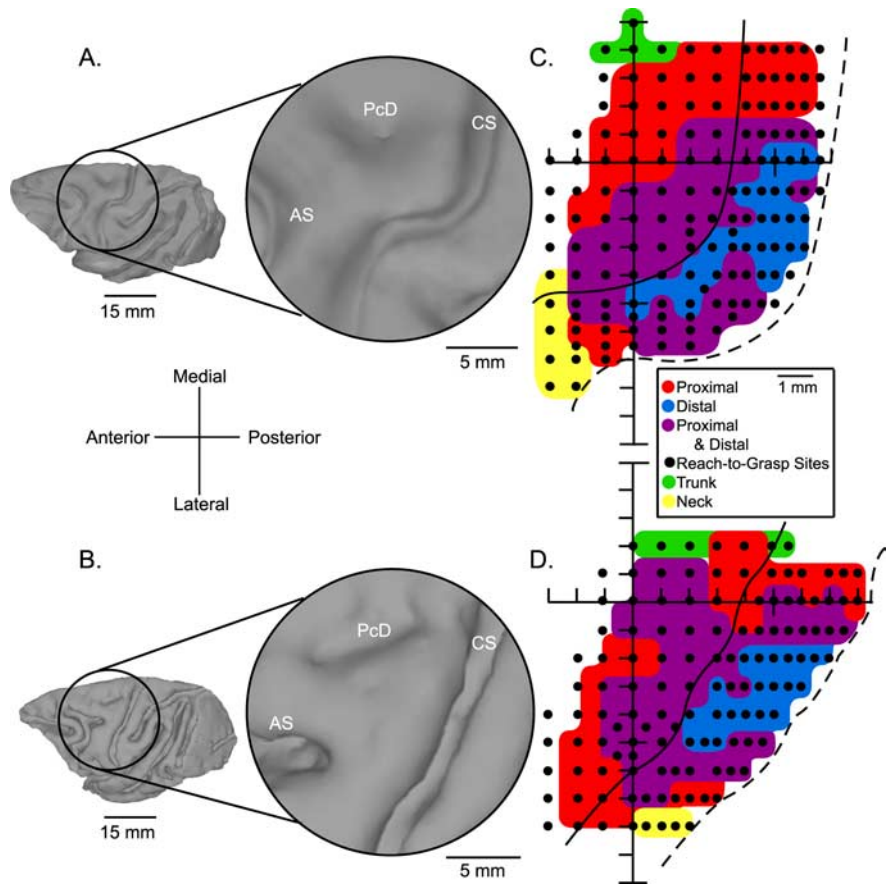 A.
PcD
CS
AS
15 mm
5 mm
C.
Medial
Anterior
Posterior
Lateral
1 mm
Proximal
Distal
Proximal
& Distal
Reach-to-Grasp Sites
Trunk
Neck
B.
PcD
CS
AS
15 mm
5 mm
D.